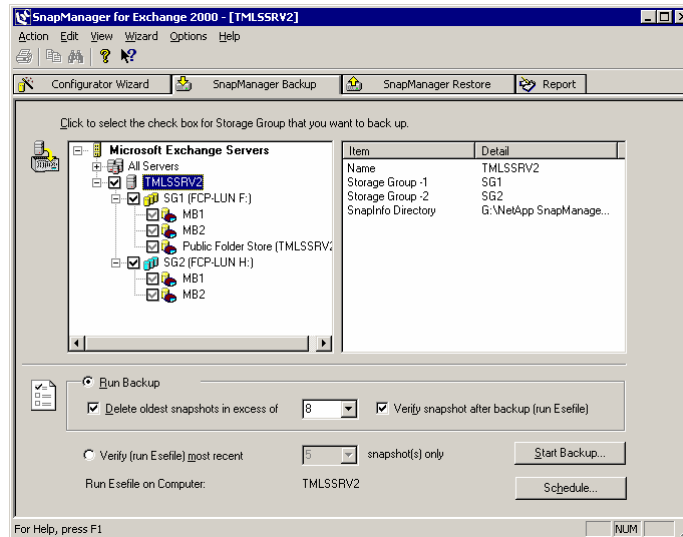 SnapManager for Exchange 2000 - [TMLSSRV2]
Action Edit View Wizard Options Help
Configurator Wizard SnapManager Backup SnapManager Restore Report
Click to select the check box for Storage Group that you want to back up.
Microsoft Exchange Servers
All Servers
TMLSSRV2
SG1 (FCP-LUN F:)
MB1
MB2
Public Folder Store (TMLSSRV2
SG2 (FCP-LUN H:)
MB1
MB2
Item Detail
Name TMLSSRV2
Storage Group -1 SG1
Storage Group -2 SG2
SnapInfo Directory G:\NetApp SnapManage...
Run Backup
Delete oldest snapshots in excess of 8 Verify snapshot after backup (run Esefile)
Verify (run Esefile) most recent 5 snapshot(s) only Start Backup...
Run Esefile on Computer: TMLSSRV2 Schedule...
For Help, press F1 NUM